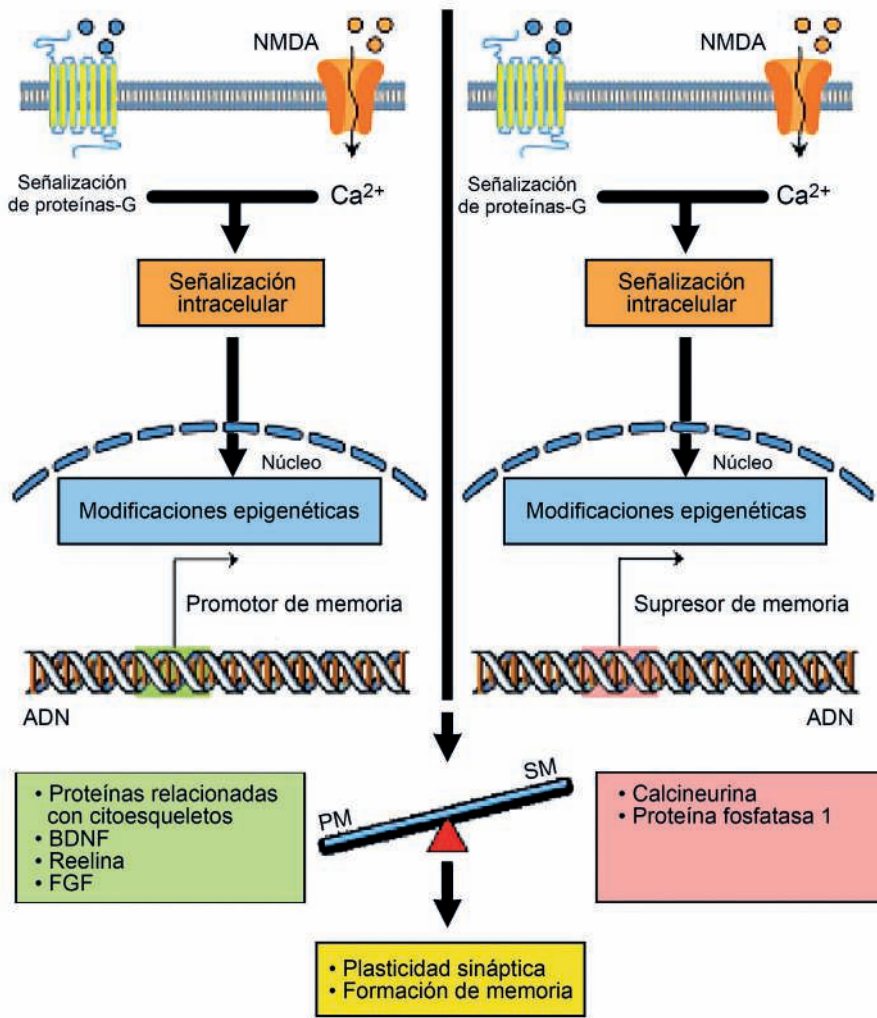 NMDA
Señalización
de proteínas-G
Ca2+
Señalización
intracelular
Núcleo
Modificaciones epigenéticas
Promotor de memoria
ADN
NMDA
Señalización
de proteínas-G
Ca2+
Señalización
intracelular
Núcleo
Modificaciones epigenéticas
Supresor de memoria
ADN
• Proteínas relacionadas
con citoesqueletos
• BDNF
• Reelina
• FGF
PM
SM
• Calcineurina
• Proteína fosfatasa 1
• Plasticidad sináptica
• Formación de memoria